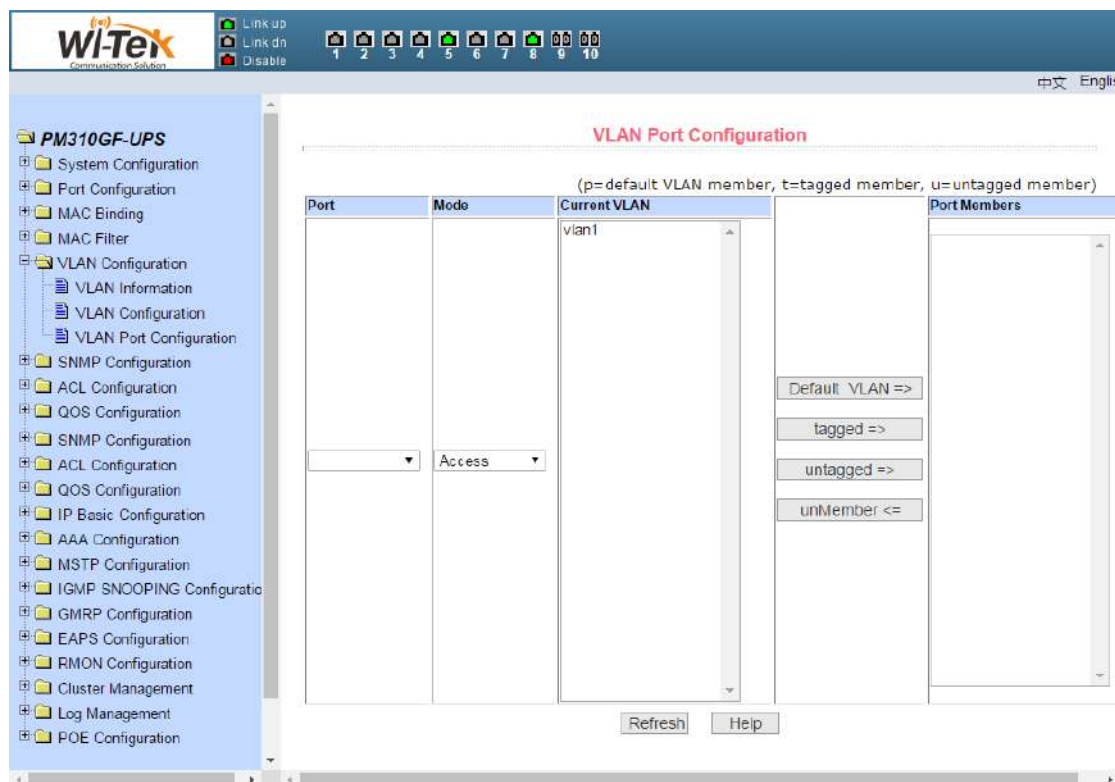 Wi-Tek
Communication Solution
Link up
Link dn
Disable
1 2 3 4 5 6 7 8 9 10
中文 Englis
PM310GF-UPS
System Configuration
Port Configuration
MAC Binding
MAC Filter
VLAN Configuration
VLAN Information
VLAN Configuration
VLAN Port Configuration
SNMP Configuration
ACL Configuration
QOS Configuration
SNMP Configuration
ACL Configuration
QOS Configuration
IP Basic Configuration
AAA Configuration
MSTP Configuration
IGMP SNOOPING Configuratio
GMRP Configuration
EAPS Configuration
RMON Configuration
Cluster Management
Log Management
POE Configuration
VLAN Port Configuration
(p=default VLAN member, t=tagged member, u=untagged member)
Port Mode Current VLAN Port Members
vlan1
Access
Default VLAN =>
tagged =>
untagged =>
unMember <=
Refresh Help